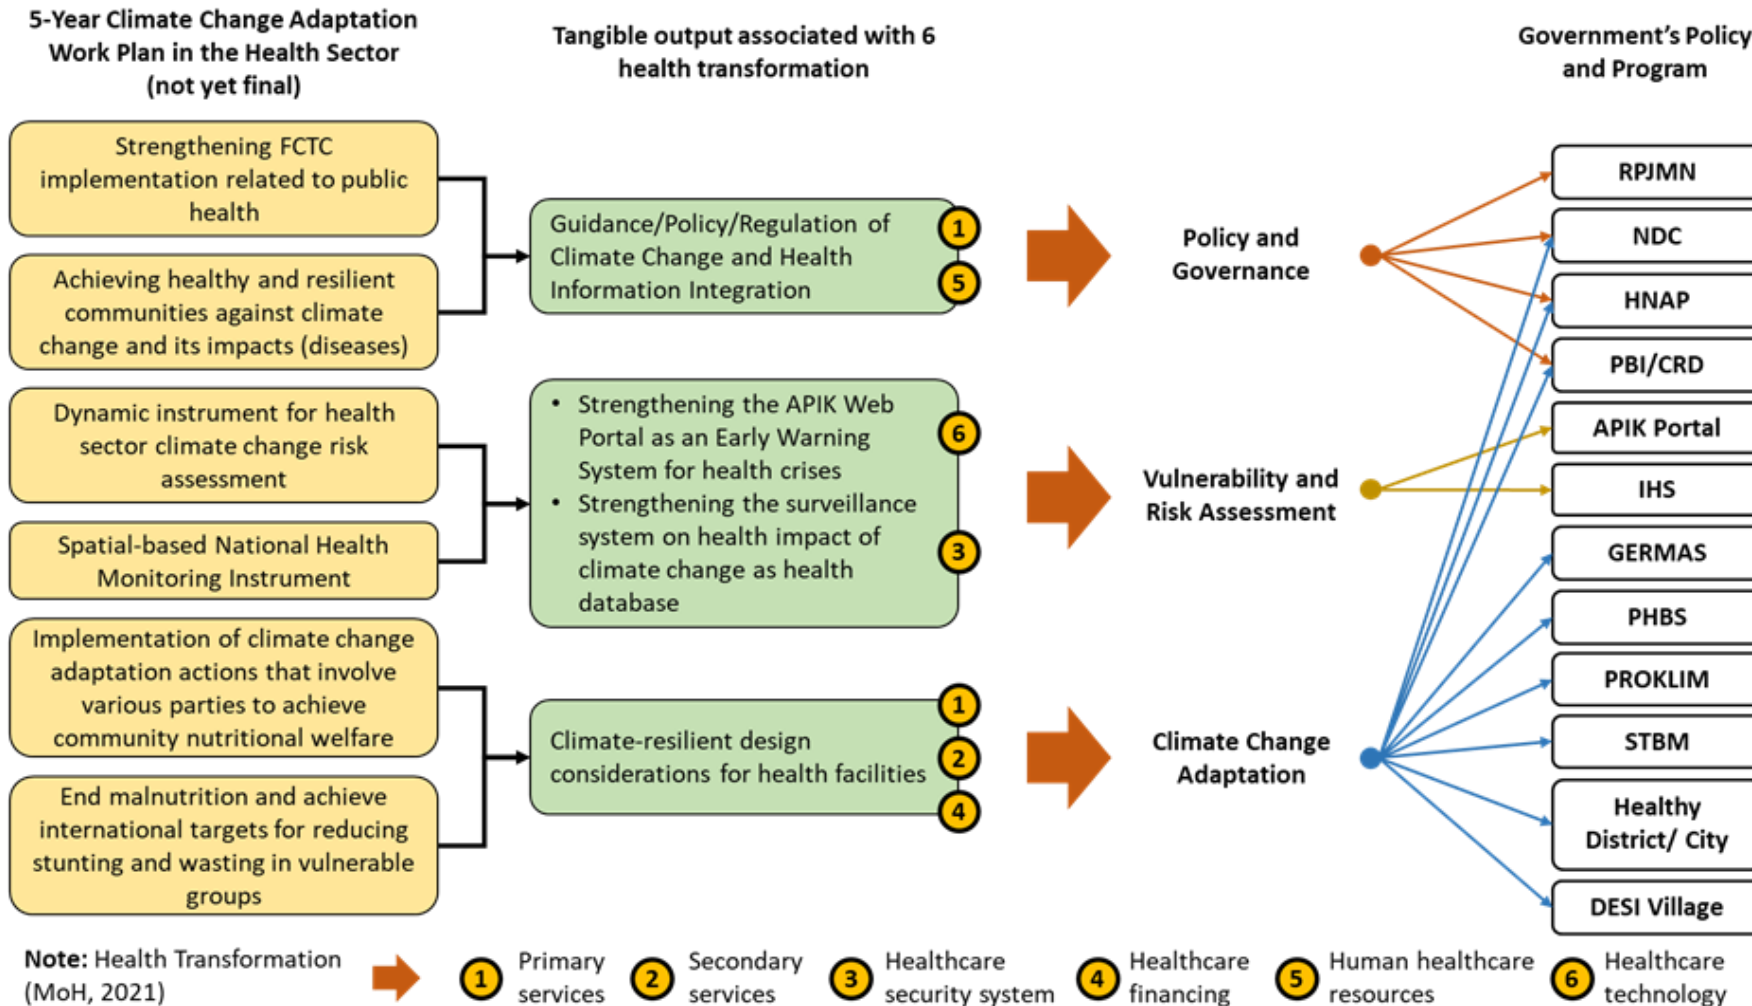 5-Year Climate Change Adaptation
Work Plan in the Health Sector
(not yet final)
Strengthening FCTC
implementation related to public
health
Achieving healthy and resilient
communities against climate
change and its impacts (diseases)
Dynamic instrument for health
sector climate change risk
assessment
Spatial-based National Health
Monitoring Instrument
Implementation of climate change
adaptation actions that involve
various parties to achieve
community nutritional welfare
End malnutrition and achieve
international targets for reducing
stunting and wasting in vulnerable
groups
Tangible output associated with 6
health transformation
Guidance/Policy/Regulation of
Climate Change and Health
Information Integration
1
5
• Strengthening the APIK Web
Portal as an Early Warning
System for health crises
• Strengthening the surveillance
system on health impact of
climate change as health
database
6
3
Climate-resilient design
considerations for health facilities
1
2
4
Policy and
Governance
Vulnerability and
Risk Assessment
Climate Change
Adaptation
Government's Policy
and Program
RPJMN
NDC
HNAP
PBI/CRD
APIK Portal
IHS
GERMAS
PHBS
PROKLIM
STBM
Healthy
District/ City
DESI Village
Note: Health Transformation
(MoH, 2021)
1 Primary
services
2 Secondary
services
3 Healthcare
security system
4 Healthcare
financing
5 Human healthcare
resources
6 Healthcare
technology